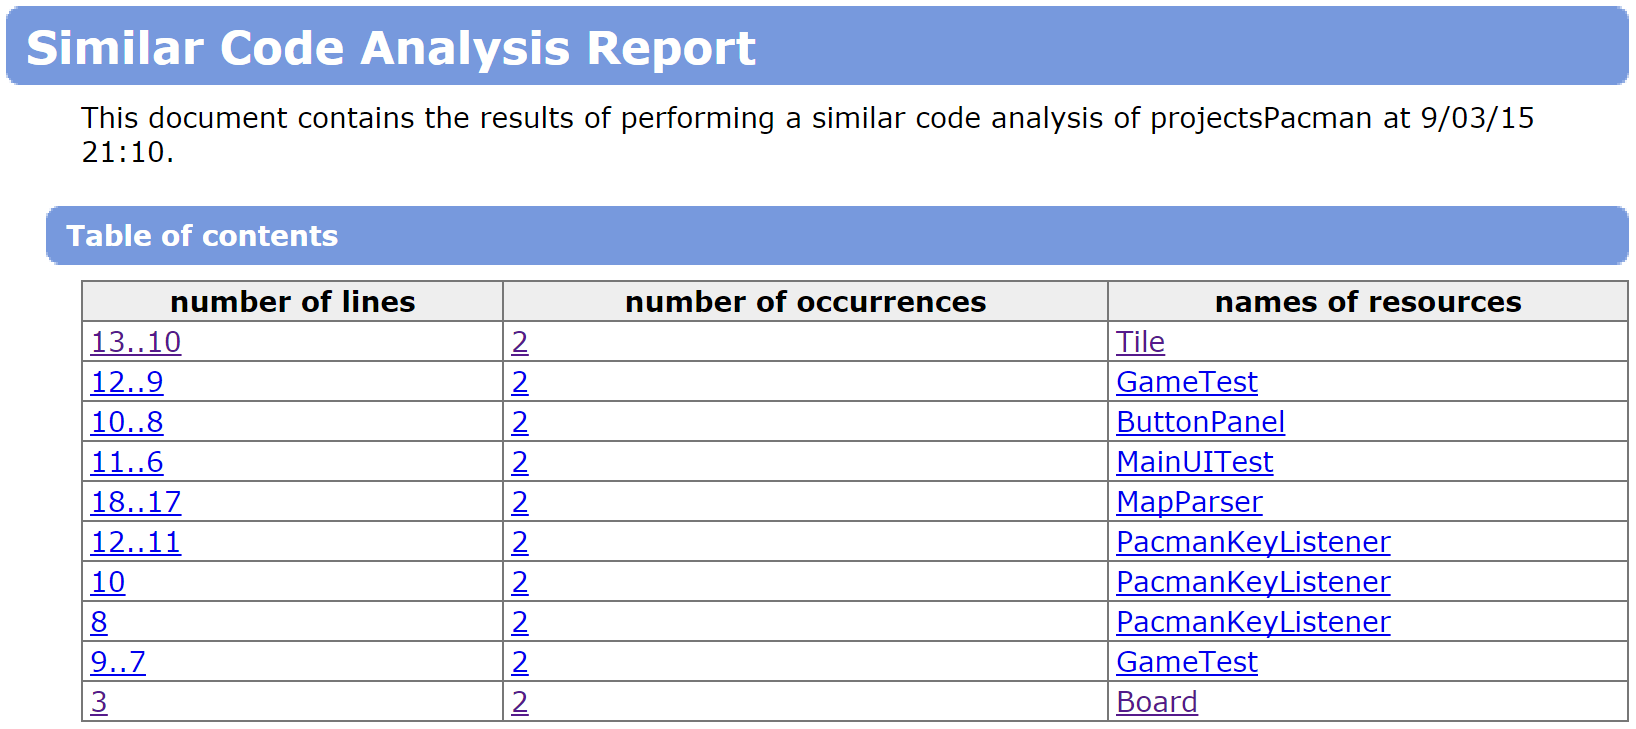 Similar Code Analysis Report
This document contains the results of performing a similar code analysis of projectsPacman at 9/03/15
21:10.
Table of contents
number of lines number of occurrences names of resources
13..10 2 Tile
12..9 2 GameTest
10..8 2 ButtonPanel
11..6 2 MainUITest
18..17 2 MapParser
12..11 2 PacmanKeyListener
10 2 PacmanKeyListener
8 2 PacmanKeyListener
9..7 2 GameTest
3 2 Board